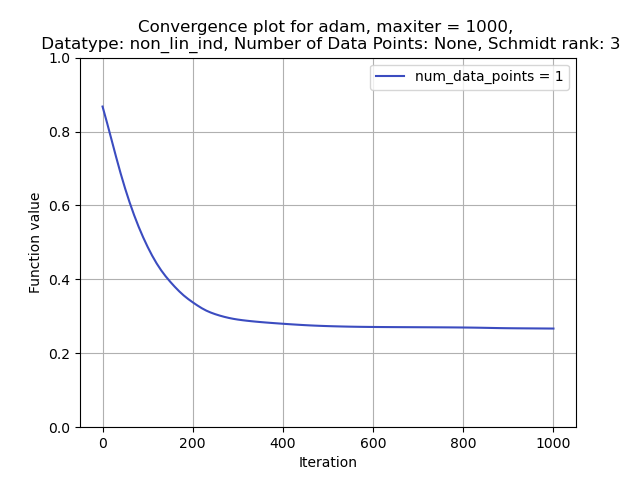 Convergence plot for adam, maxiter = 1000,
Datatype: non_lin_ind, Number of Data Points: None, Schmidt rank: 3
num_data_points = 1
Function value
1.0
0.8
0.6
0.4
0.2
0.0
0 200 400 600 800 1000
Iteration